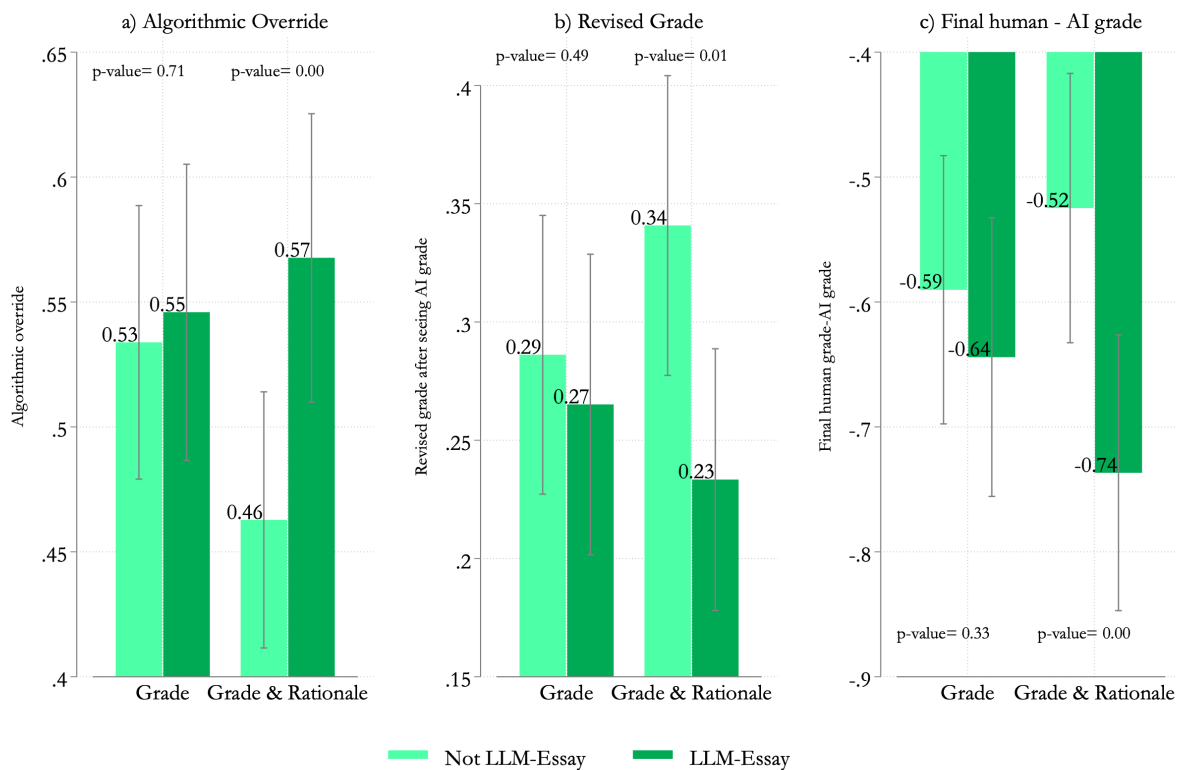 a) Algorithmic Override
.65
.6
.55
.5
.45
.4
Algorithmic override
p-value= 0.71
p-value= 0.00
0.53
0.55
0.46
0.57
Grade
Grade & Rationale
b) Revised Grade
.4
.35
.3
.25
.2
.15
Revised grade after seeing AI grade
p-value= 0.49
p-value= 0.01
0.29
0.27
0.34
0.23
Grade
Grade & Rationale
c) Final human - AI grade
-.4
-.5
-.6
-.7
-.8
-.9
Final human grade-AI grade
-0.59
-0.64
-0.52
-0.74
p-value= 0.33
p-value= 0.00
Grade
Grade & Rationale
Not LLM-Essay
LLM-Essay